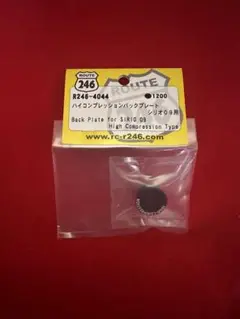 ROUTE
246
ROUTE
R246-4044
●1200
ハイコンプレッションバックプレート
シリオ09用
Back Plate for SIRIO 09
High Compression Type
www.rc-r246.com